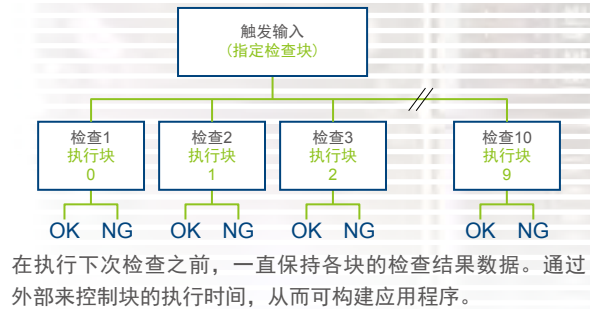 触发输入
(指定检查块)
检查1
执行块
0
检查2
执行块
1
检查3
执行块
2
检查10
执行块
9
OK NG
OK NG
OK NG
OK NG
在执行下次检查之前，一直保持各块的检查结果数据。通过
外部来控制块的执行时间，从而可构建应用程序。